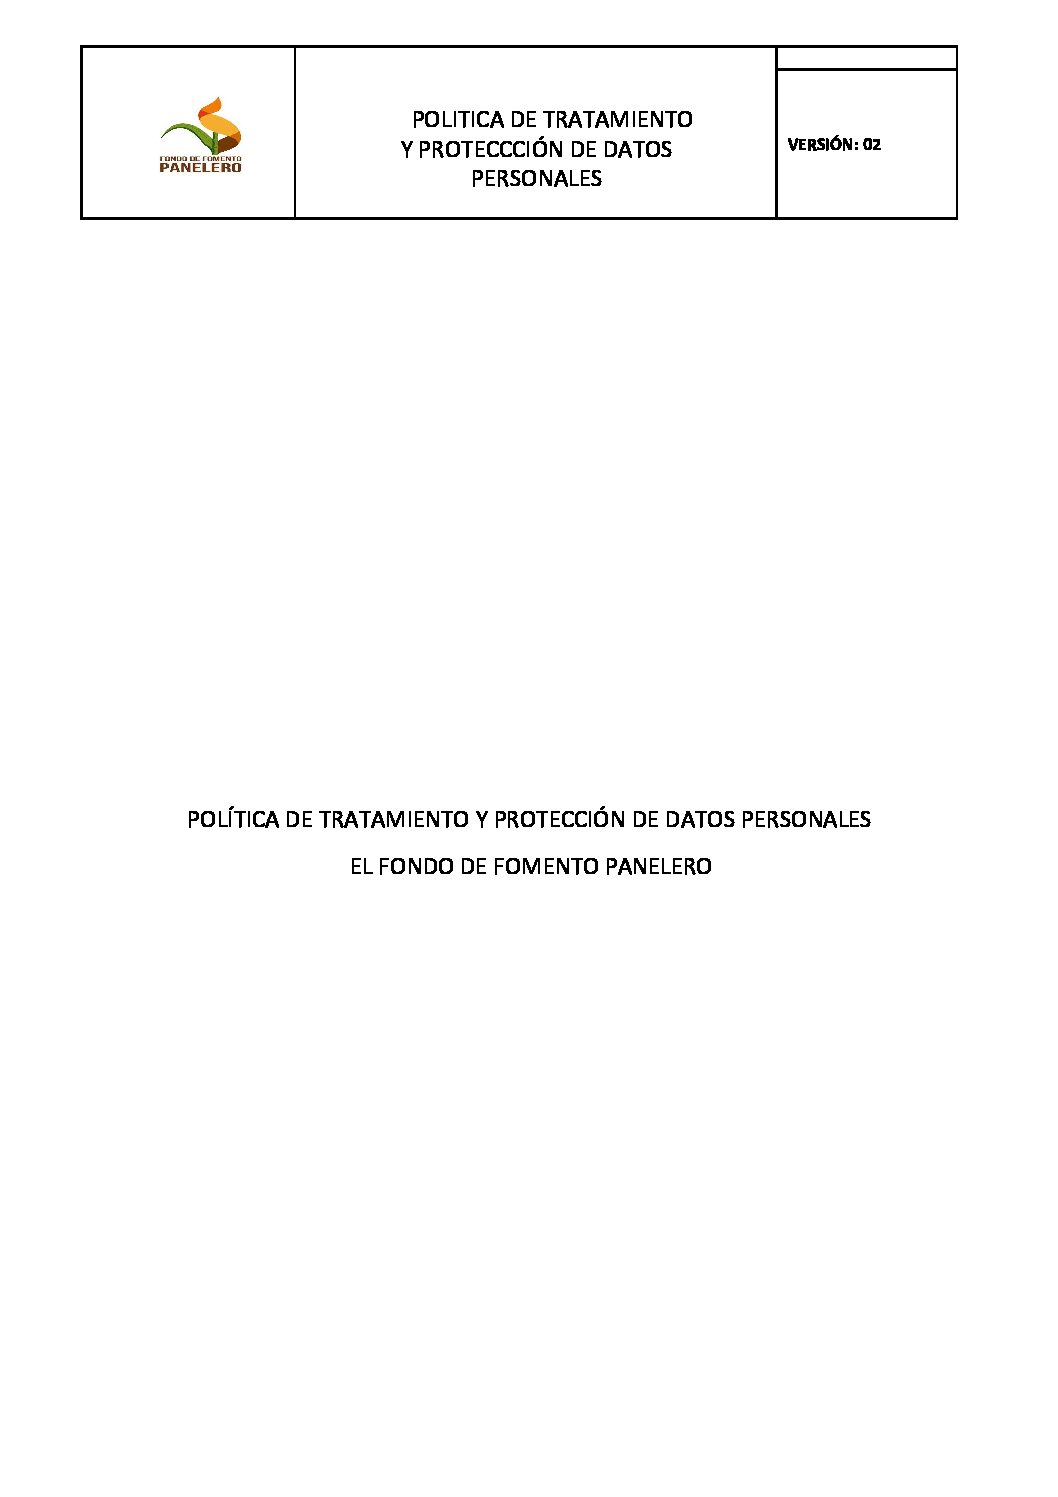 FONDO DE FOMENTO
PANELERO
POLITICA DE TRATAMIENTO
Y PROTECCCIÓN DE DATOS
PERSONALES
VERSIÓN: 02
POLÍTICA DE TRATAMIENTO Y PROTECCIÓN DE DATOS PERSONALES
EL FONDO DE FOMENTO PANELERO